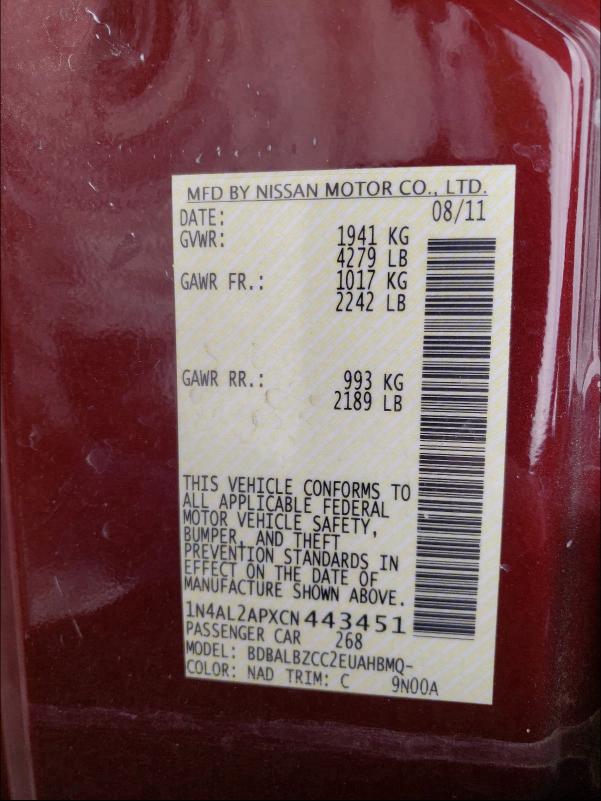 MFD BY NISSAN MOTOR CO., LTD.
DATE: 08/11
GVWR: 1941 KG
4279 LB
GAWR FR.: 1017 KG
2242 LB
GAWR RR.: 993 KG
2189 LB
THIS VEHICLE CONFORMS TO
ALL APPLICABLE FEDERAL
MOTOR VEHICLE SAFETY,
BUMPER, AND THEFT
PREVENTION STANDARDS IN
EFFECT ON THE DATE OF
MANUFACTURE SHOWN ABOVE.
1N4AL2APXCN443451
PASSENGER CAR 268
MODEL: BDBALBZCC2EUAHBMQ-
COLOR: NAD TRIM: C 9N00A